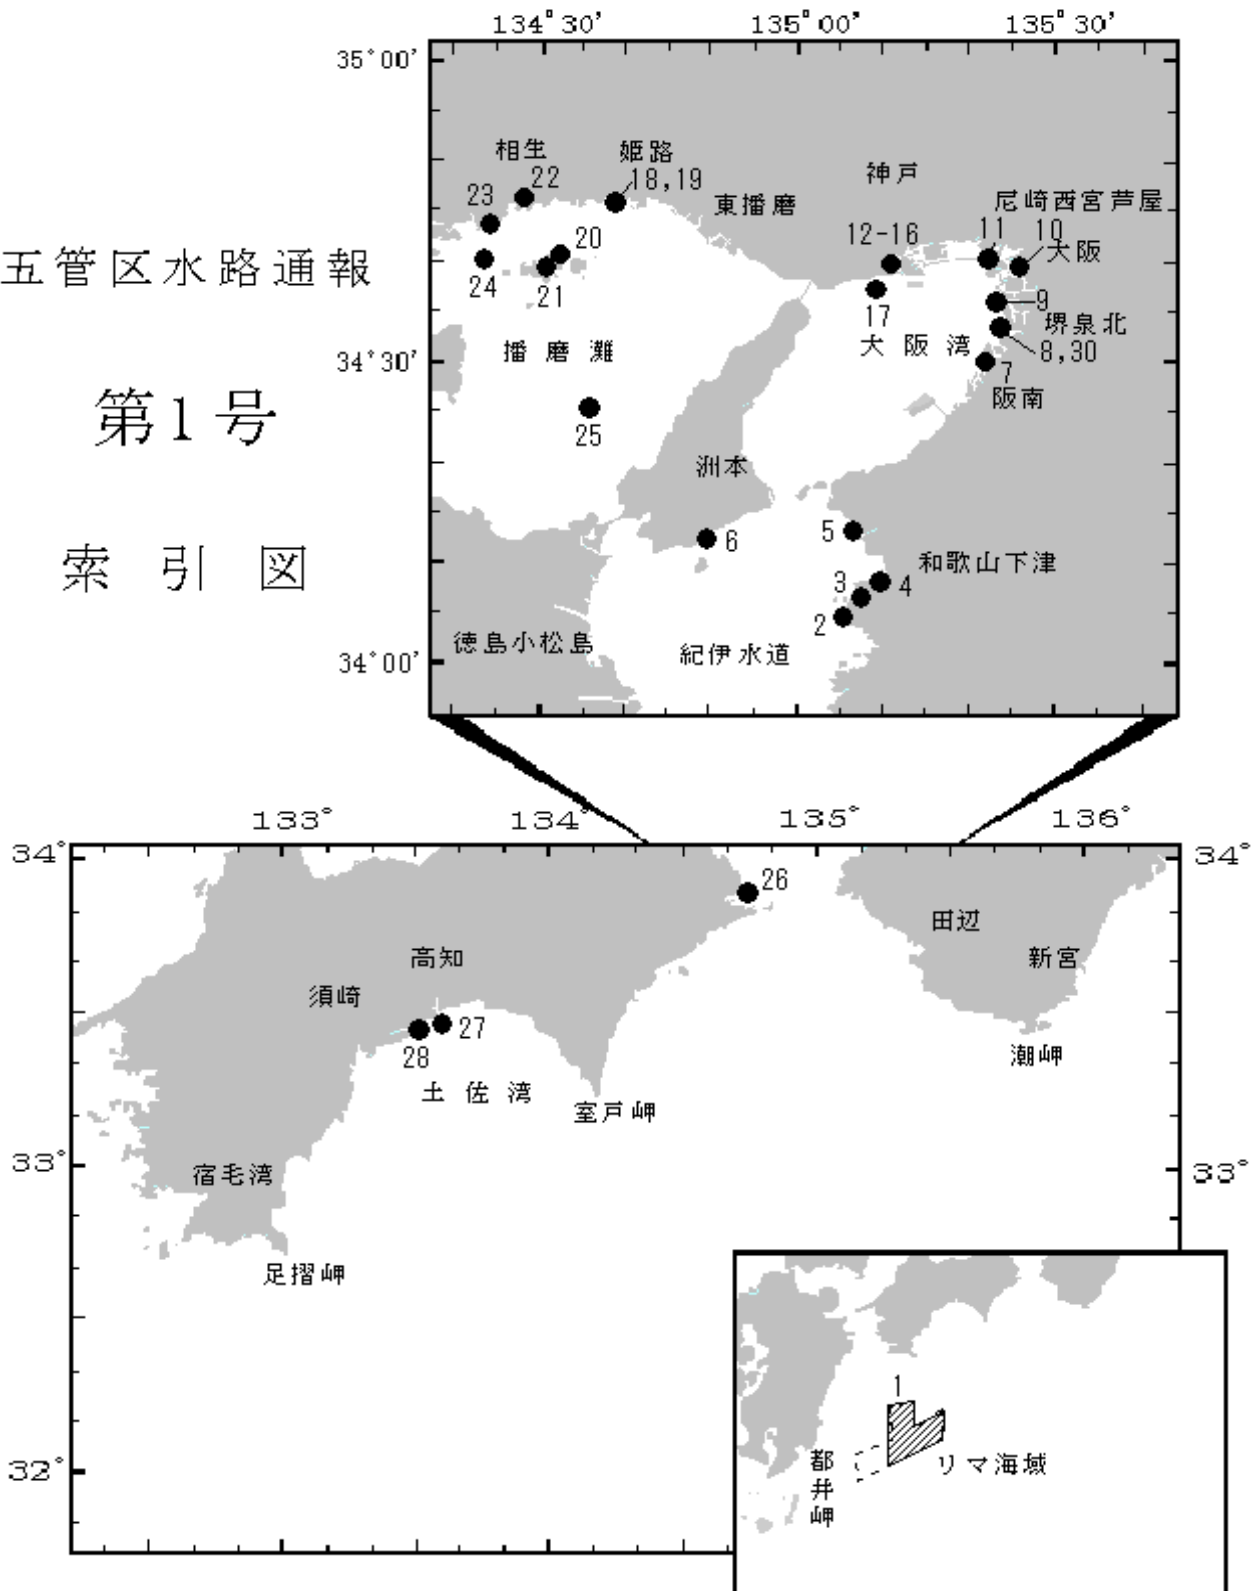 五管区水路通報
第1号
索引図
134°30′
135°00′
135°30′
35°00′
34°30′
34°00′
相生
22
23
姫路
18,19
東播磨
神戸
12-16
尼崎西宮芦屋
11
10
大阪
20
21
24
17
9
堺泉北
8,30
播磨灘
大阪湾
7
阪南
25
洲本
6
5
和歌山下津
3
4
2
徳島小松島
紀伊水道
133°
134°
135°
136°
34°
34°
26
田辺
新宮
高知
須崎
27
28
潮岬
土佐湾
室戸岬
33°
33°
宿毛湾
足摺岬
32°
1
都井岬
リマ海域